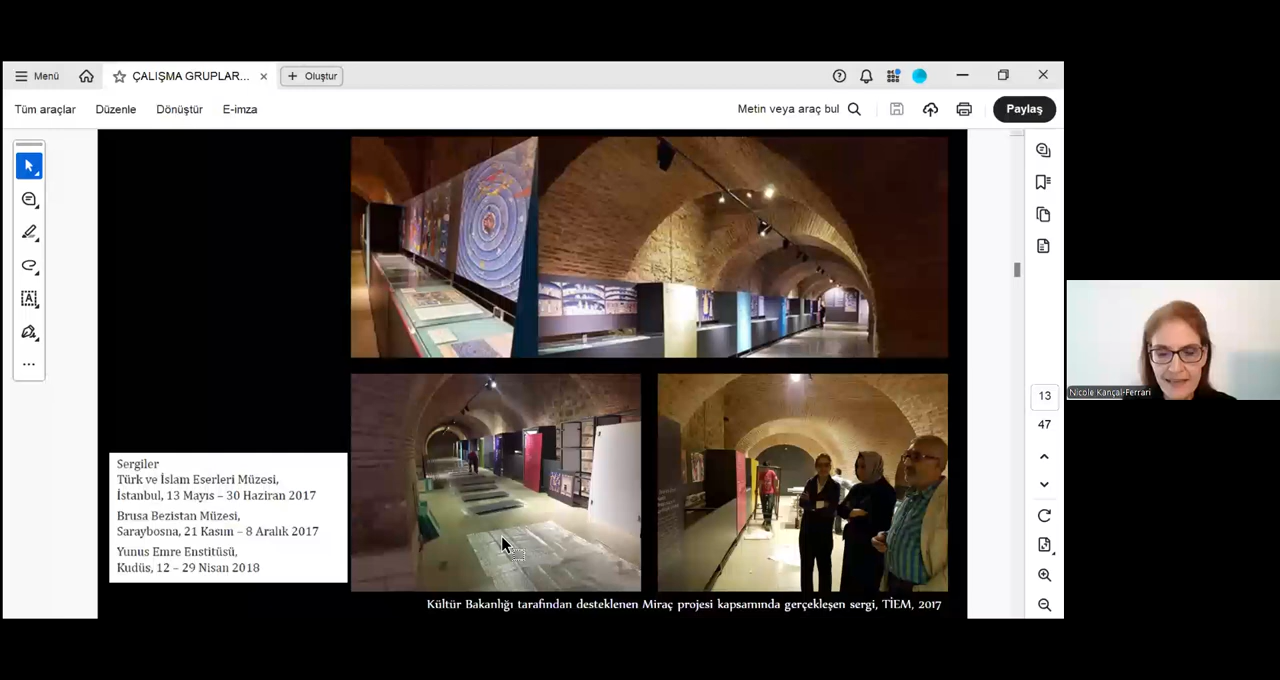 Menü
ÇALIŞMA GRUPLAR...
Oluştur
Tüm araçlar
Düzenle
Dönüştür
E-imza
Metin veya araç bul
Paylaş
Nicole Kançal-Ferrari
13
47
Sergiler
Türk ve İslam Eserleri Müzesi,
İstanbul, 13 Mayıs – 30 Haziran 2017
Brusa Bezistan Müzesi,
Saraybosna, 21 Kasım – 8 Aralık 2017
Yunus Emre Enstitüsü,
Kudüs, 12 – 29 Nisan 2018
Kültür Bakanlığı tarafından desteklenen Miraç projesi kapsamında gerçekleşen sergi, TİEM, 2017